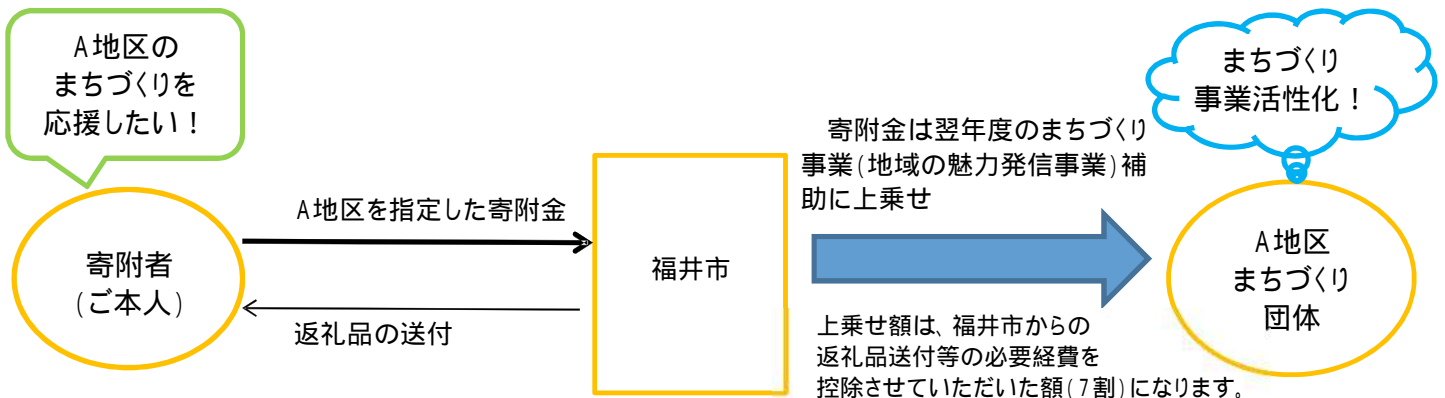 A地区の
まちづくりを
応援したい！
寄附者
(ご本人)
A地区を指定した寄附金
返礼品の送付
福井市
寄附金は翌年度のまちづくり
事業(地域の魅力発信事業)補
助に上乗せ
上乗せ額は、福井市からの
返礼品送付等の必要経費を
控除させていただいた額(7割)になります。
まちづくり
事業活性化！
A地区
まちづくり
団体